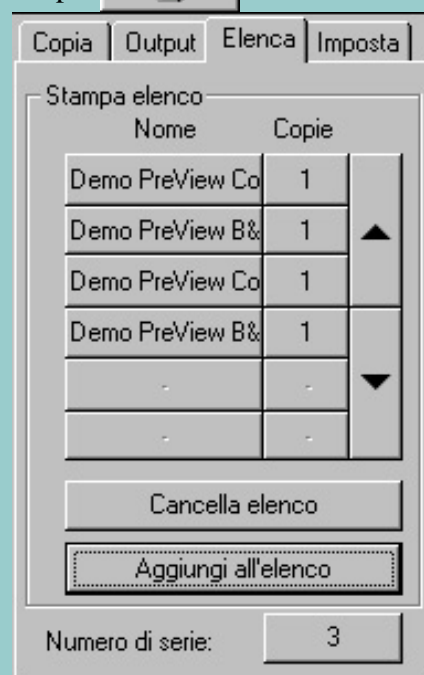 Copia Output Elenca Imposta
Stampa elenco
Nome Copie
Demo PreView Co 1
Demo PreView B& 1
Demo PreView Co 1
Demo PreView B& 1
- -
- -
Cancella elenco
Aggiungi all'elenco
Numero di serie: 3